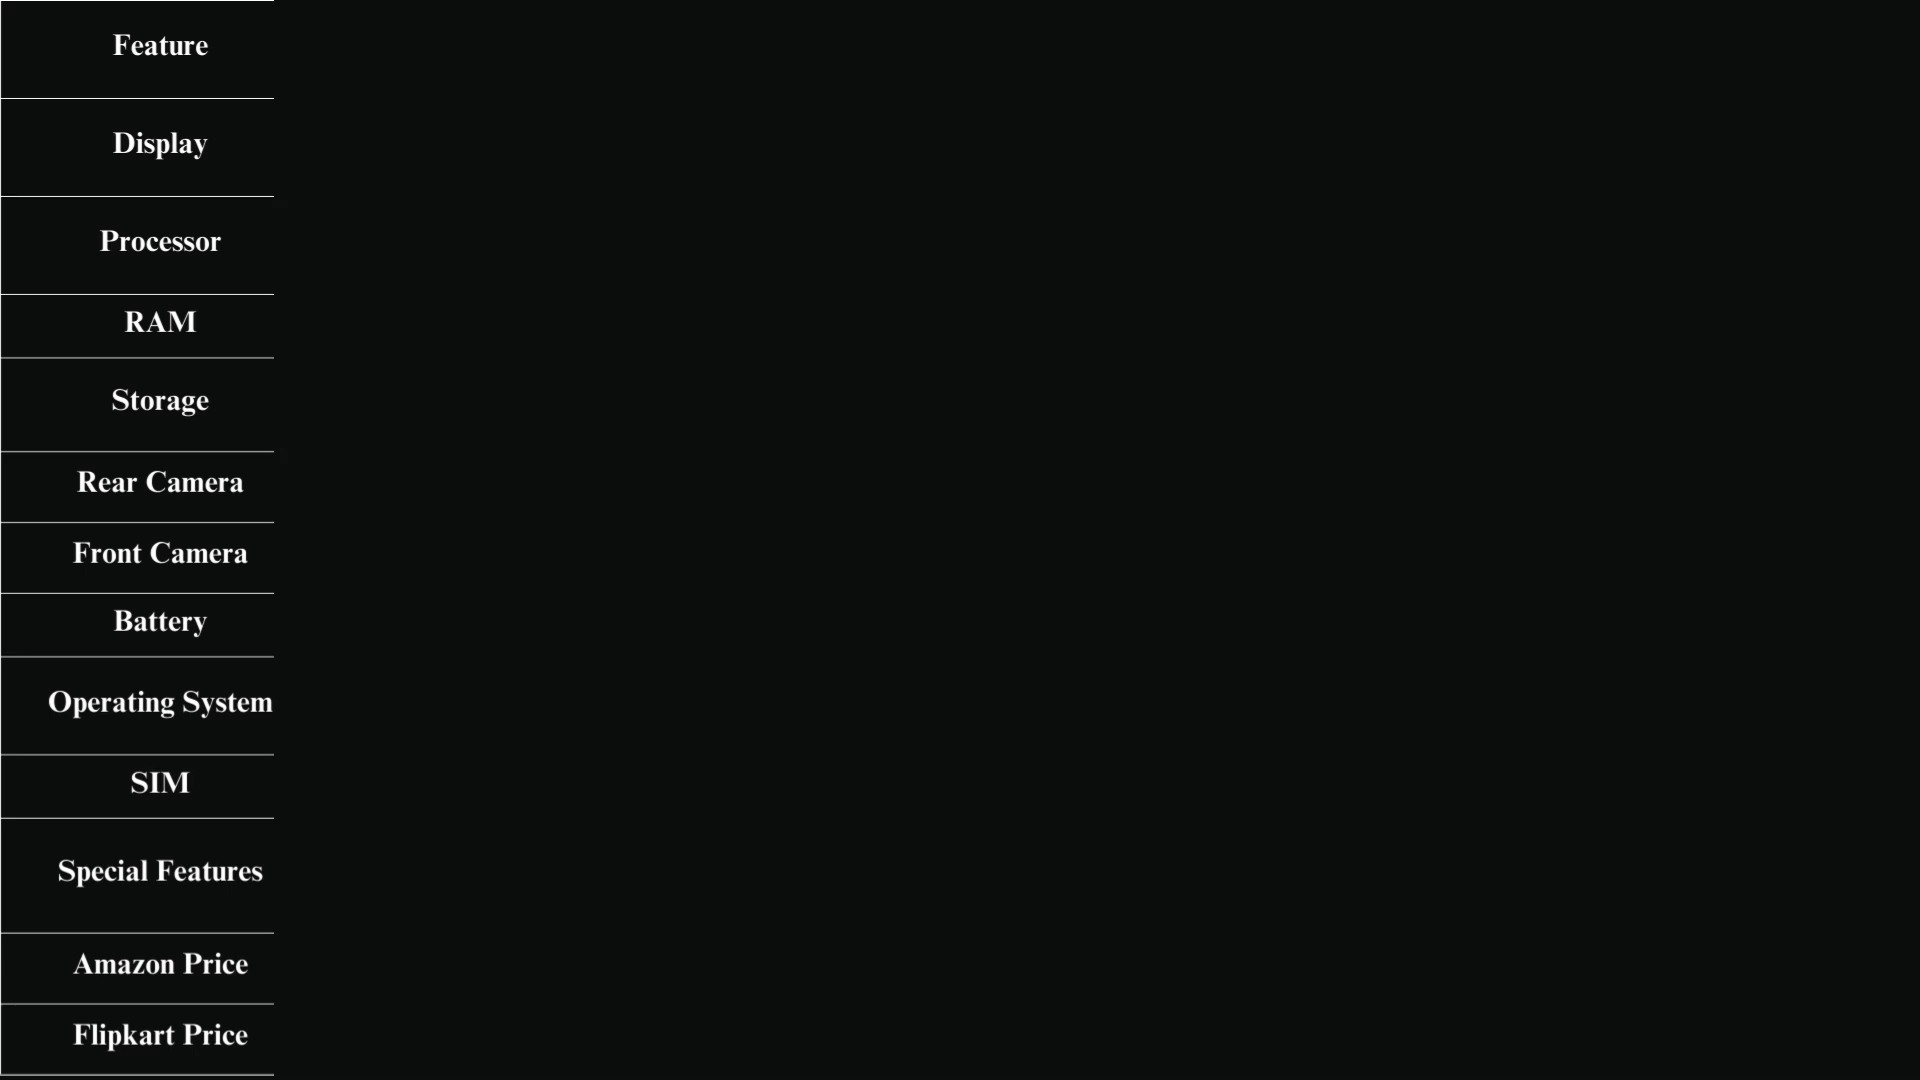 Feature
Display
Processor
RAM
Storage
Rear Camera
Front Camera
Battery
Operating System
SIM
Special Features
Amazon Price
Flipkart Price